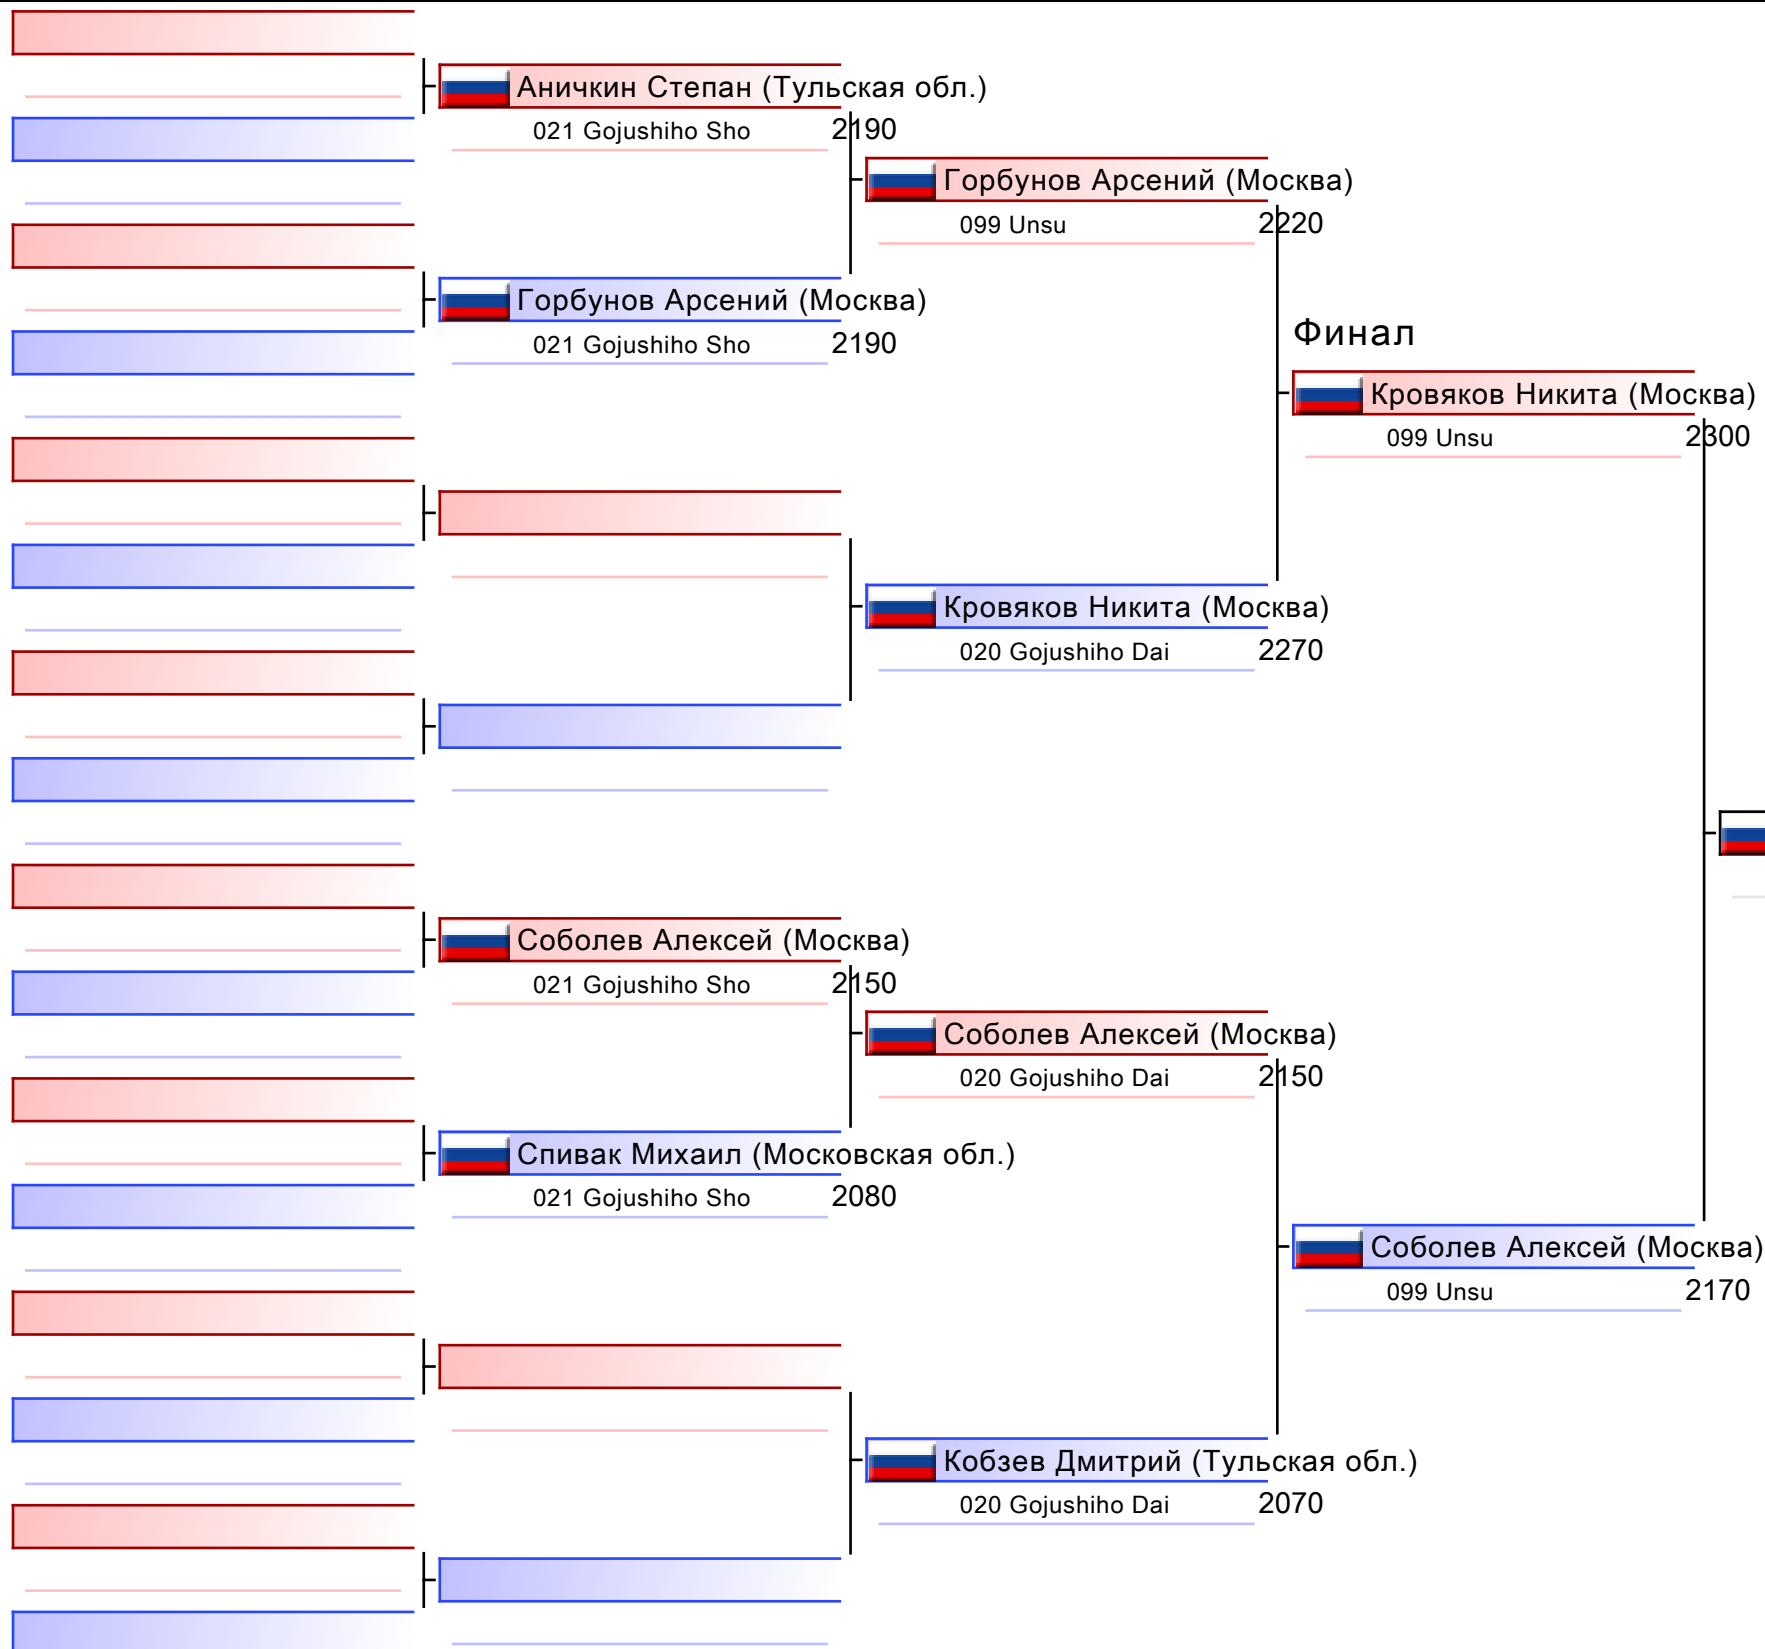 Аничкин Степан (Тульская обл.)
021 Gojushiho Sho 2190
Горбунов Арсений (Москва)
099 Unsu 2220
Горбунов Арсений (Москва)
021 Gojushiho Sho 2190
Финал
Кровяков Никита (Москва)
099 Unsu 2300
Кровяков Никита (Москва)
020 Gojushiho Dai 2270
Соболев Алексей (Москва)
021 Gojushiho Sho 2150
Соболев Алексей (Москва)
020 Gojushiho Dai 2150
Спивак Михаил (Московская обл.)
021 Gojushiho Sho 2080
Соболев Алексей (Москва)
099 Unsu 2170
Кобзев Дмитрий (Тульская обл.)
020 Gojushiho Dai 2070